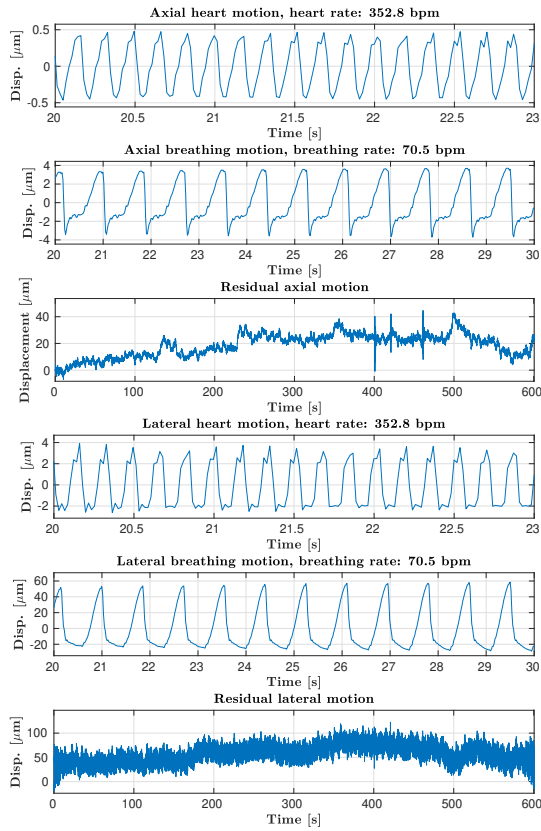 Axial heart motion, heart rate: 352.8 bpm
Disp. [μm]
0.5
0
-0.5
20 20.5 21 21.5 22 22.5 23
Time [s]
Axial breathing motion, breathing rate: 70.5 bpm
Disp. [μm]
4
2
0
-2
-4
20 21 22 23 24 25 26 27 28 29 30
Time [s]
Residual axial motion
Displacement [μm]
40
20
0
0 100 200 300 400 500 600
Time [s]
Lateral heart motion, heart rate: 352.8 bpm
Disp. [μm]
4
2
0
-2
20 20.5 21 21.5 22 22.5 23
Time [s]
Lateral breathing motion, breathing rate: 70.5 bpm
Disp. [μm]
60
40
20
0
-20
20 21 22 23 24 25 26 27 28 29 30
Time [s]
Residual lateral motion
Disp. [μm]
100
50
0
0 100 200 300 400 500 600
Time [s]